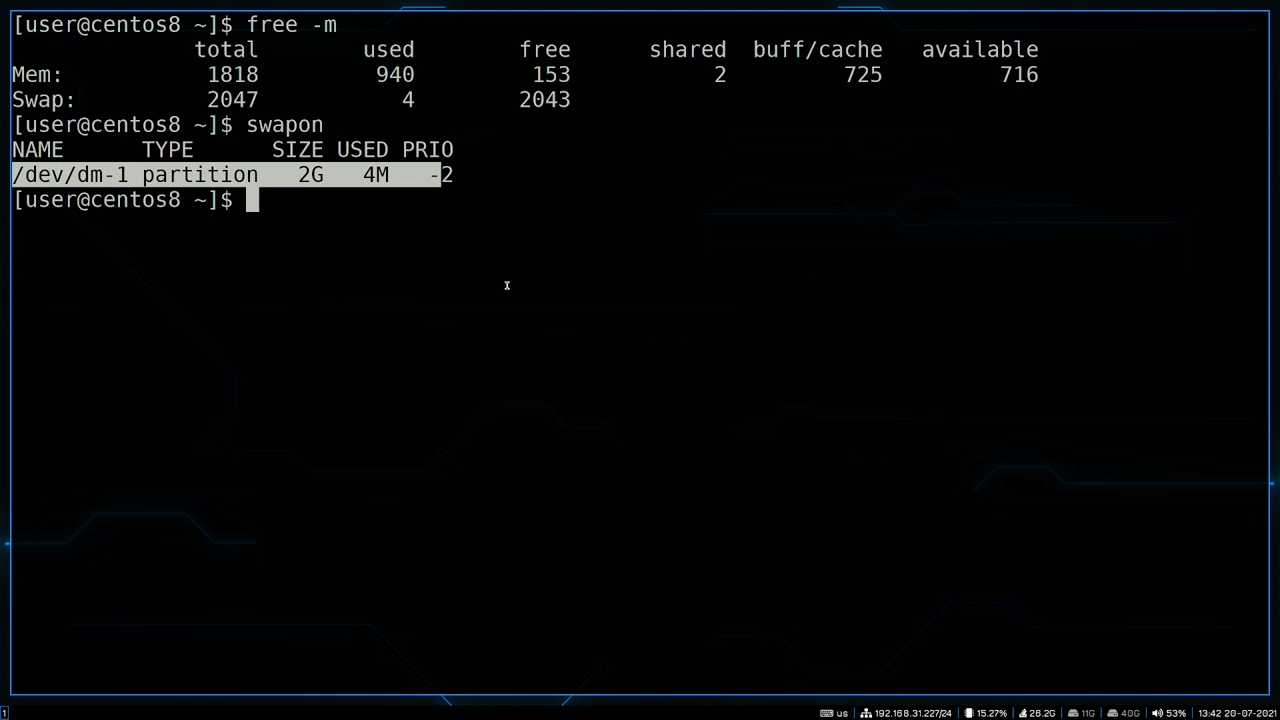 [user@centos8 ~]$ free -m
total used free shared buff/cache available
Mem: 1818 940 153 2 725 716
Swap: 2047 4 2043
[user@centos8 ~]$ swapon
NAME TYPE SIZE USED PRIO
/dev/dm-1 partition 2G 4M -2
[user@centos8 ~]$
1 us 192.168.31.227/24 15.27% 28.2G 11G 40G 53% 13:42 20-07-2021